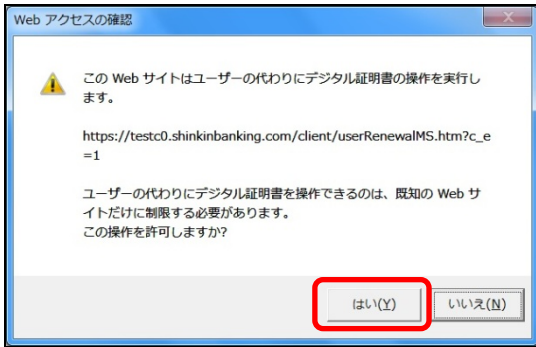 Web アクセスの確認
この Web サイトはユーザーの代わりにデジタル証明書の操作を実行し
ます。
https://testc0.shinkinbanking.com/client/userRenewalMS.htm?c_e
=1
ユーザーの代わりにデジタル証明書を操作できるのは、既知の Web サ
イトだけに制限する必要があります。
この操作を許可しますか?
はい(Y) いいえ(N)